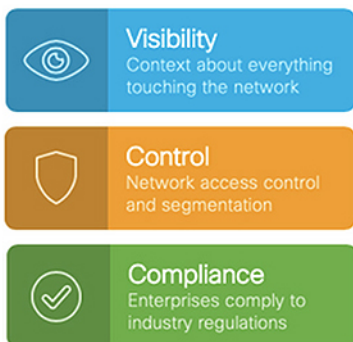 Visibility
Context about everything
touching the network
Control
Network access control
and segmentation
Compliance
Enterprises comply to
industry regulations